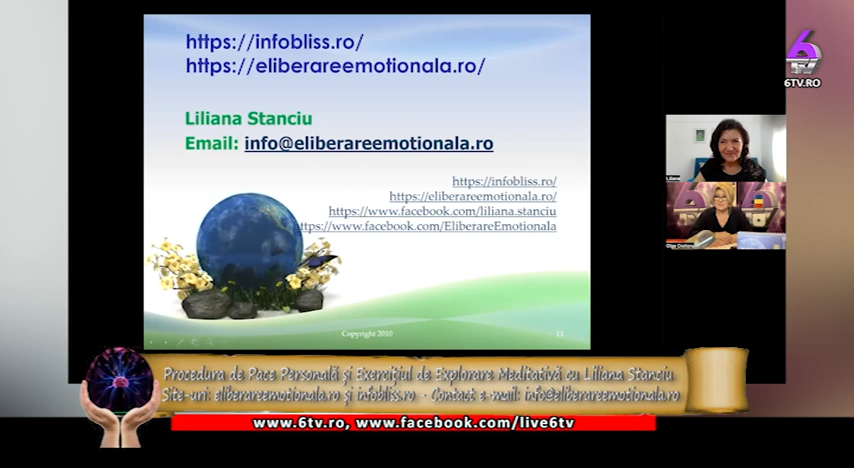 https://infobliss.ro/
https://eliberareemotionala.ro/
Liliana Stanciu
Email: info@eliberareemotionala.ro
https://infobliss.ro/
https://eliberareemotionala.ro/
https://www.facebook.com/liliana.stanciu
https://www.facebook.com/EliberareEmotionala
Copyright 2010
11
6
TV
6TV.RO
Liliana
Procedura de Pace Personală și Exercițiul de Explorare Meditativă cu Liliana Stanciu
Site-uri: eliberareemotionala.ro și infobliss.ro - Contact e-mail: info@eliberareemotionala.ro
www.6tv.ro, www.facebook.com/live6tv